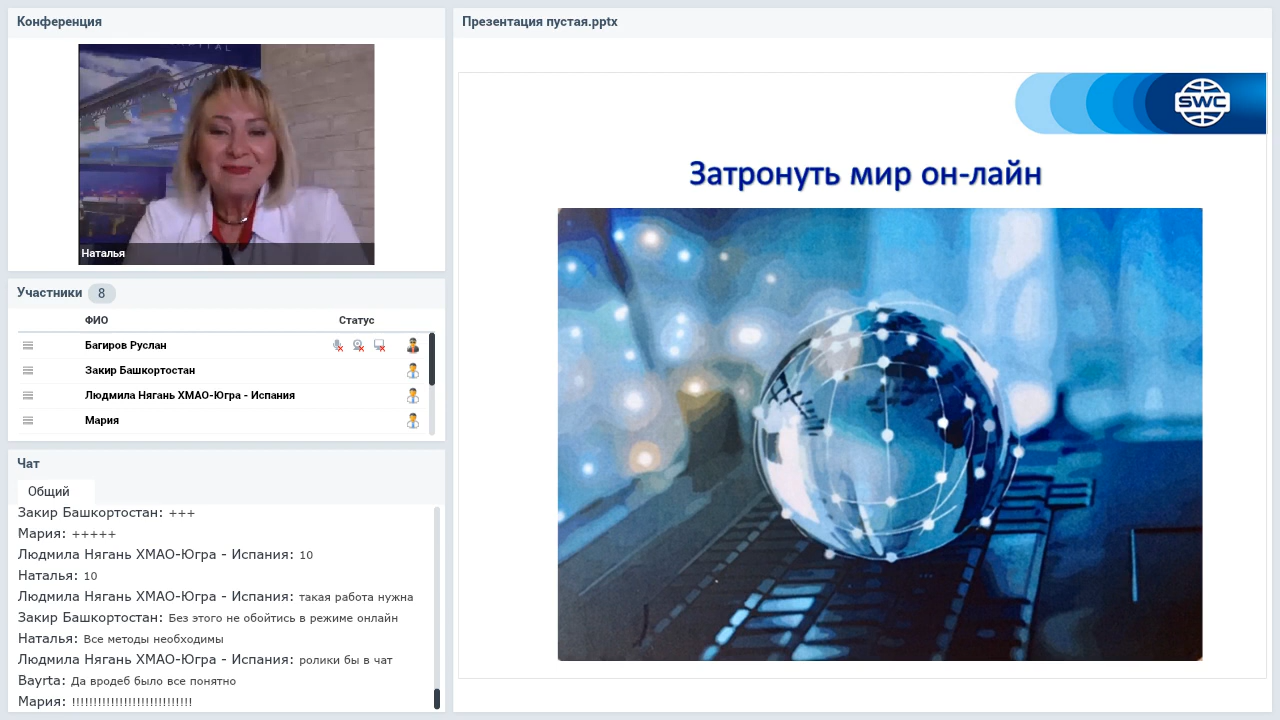 Конференция
Наталья
Участники 8
ФИО Статус
Багиров Руслан
Закир Башкортостан
Людмила Нягань ХМАО-Югра - Испания
Мария
Чат
Общий
Закир Башкортостан: +++
Мария: +++++
Людмила Нягань ХМАО-Югра - Испания: 10
Наталья: 10
Людмила Нягань ХМАО-Югра - Испания: такая работа нужна
Закир Башкортостан: Без этого не обойтись в режиме онлайн
Наталья: Все методы необходимы
Людмила Нягань ХМАО-Югра - Испания: ролики бы в чат
Bayrta: Да вродеб было все понятно
Мария: !!!!!!!!!!!!!!!!!!!!!!!!!!!!
Презентация пустая.pptx
SWC
Затронуть мир он-лайн